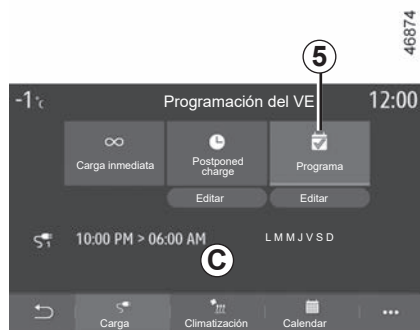 46874
5
-1°c Programación del VE 12:00
∞
Carga inmediata
Postponed
charge
Programa
Editar
Editar
1
10:00 PM > 06:00 AM
L M M J V S D
C
Carga
Climatización
Calendar
...